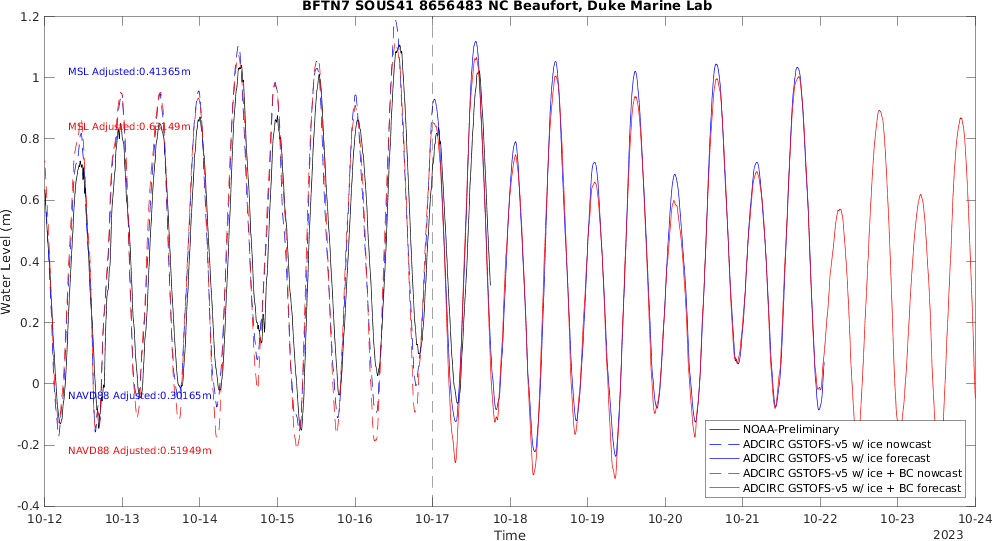 BFTN7 SOUS41 8656483 NC Beaufort, Duke Marine Lab
1.2
1
0.8
0.6
0.4
0.2
0
-0.2
-0.4
Water Level (m)
MSL Adjusted:0.41365m
MSL Adjusted:0.63149m
NAVD88 Adjusted:0.30165m
NAVD88 Adjusted:0.51949m
NOAA-Preliminary
ADCIRC GSTOFS-v5 w/ ice nowcast
ADCIRC GSTOFS-v5 w/ ice forecast
ADCIRC GSTOFS-v5 w/ ice + BC nowcast
ADCIRC GSTOFS-v5 w/ ice + BC forecast
10-12 10-13 10-14 10-15 10-16 10-17 10-18 10-19 10-20 10-21 10-22 10-23 10-24
Time
2023